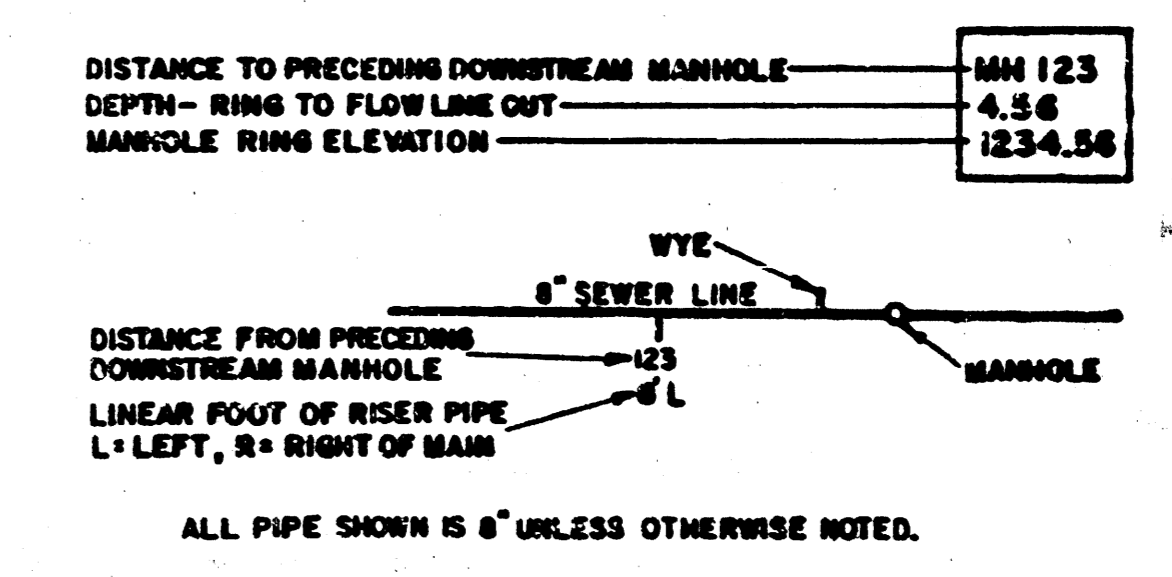 DISTANCE TO PRECEDING DOWNSTREAM MANHOLE MH 123
DEPTH- RING TO FLOW LINE OUT 4.56
MANHOLE RING ELEVATION 1234.56
WYE
8" SEWER LINE
DISTANCE FROM PRECEDING
DOWNSTREAM MANHOLE
123
MANHOLE
LINEAR FOOT OF RISER PIPE
L= LEFT, R= RIGHT OF MAIN
L
ALL PIPE SHOWN IS 8" UNLESS OTHERWISE NOTED.